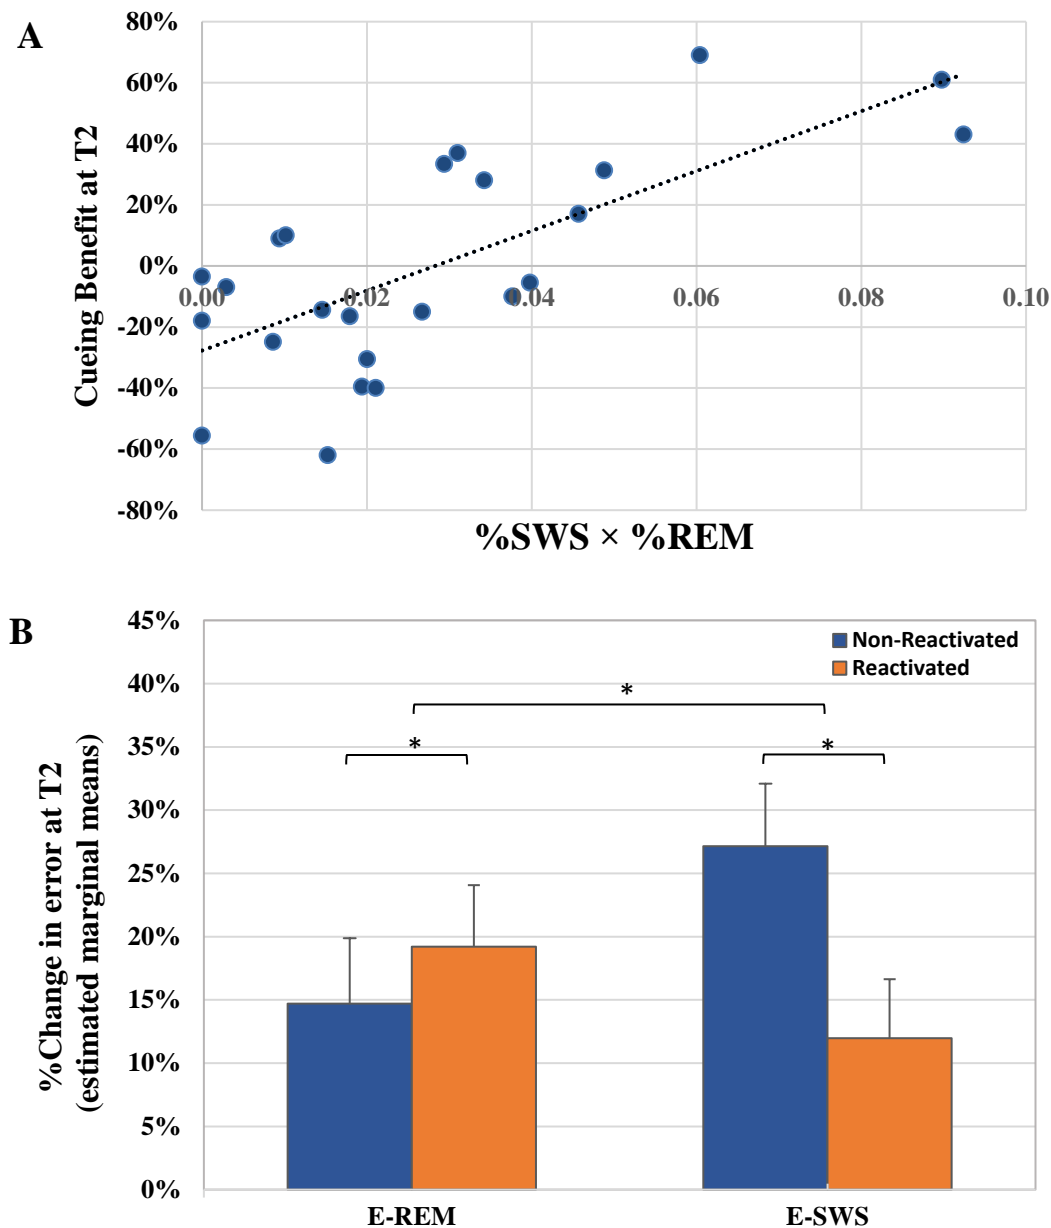 A
Cueing Benefit at T2
80%
60%
40%
20%
0%
-20%
-40%
-60%
-80%
0.00 0.02 0.04 0.06 0.08 0.10
%SWS × %REM
B
%Change in error at T2
(estimated marginal means)
45%
40%
35%
30%
25%
20%
15%
10%
5%
0%
Non-Reactivated
Reactivated
*
* *
E-REM E-SWS